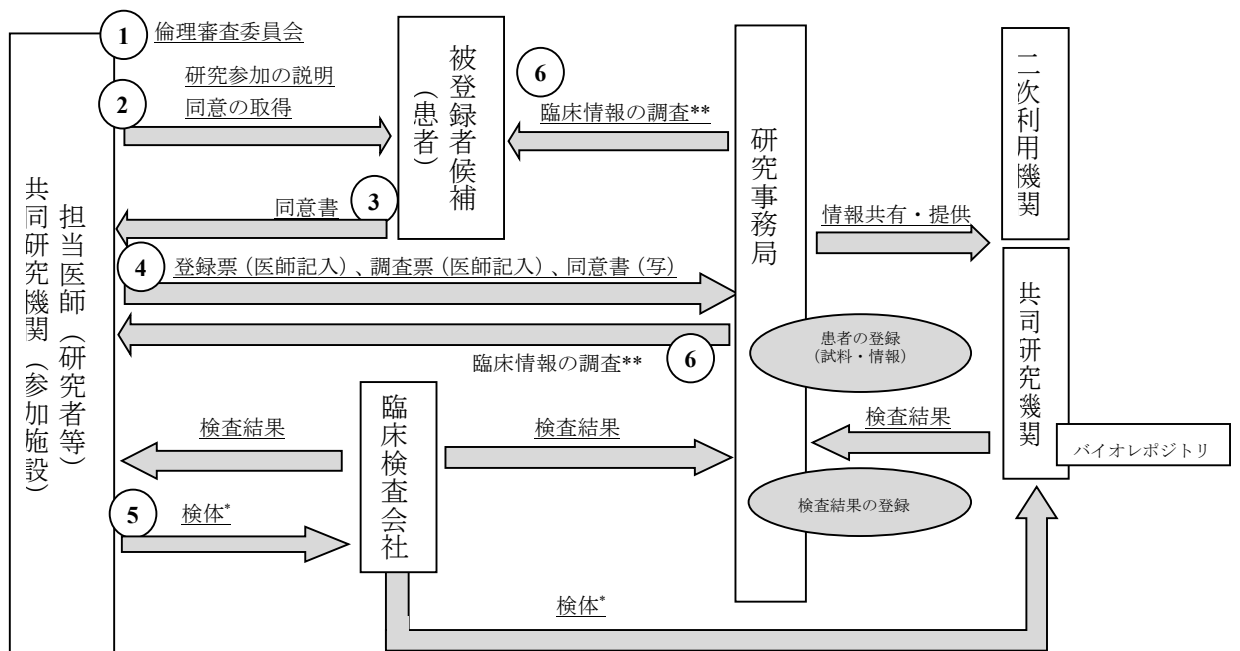 1
倫理審査委員会
2
研究参加の説明
同意の取得
被登録者候補
(患者)
6
臨床情報の調査**
研究事務局
二次利用機関
同意書
3
情報共有・提供
共同研究機関（参加施設）
担当医師（研究者等）
4
登録票(医師記入)、調査票(医師記入)、同意書(写)
臨床情報の調査**
6
患者の登録
(試料・情報)
共同研究機関
バイオレポジトリ
検査結果
臨床検査会社
検査結果
検査結果
5
検体*
検査結果の登録
検体*